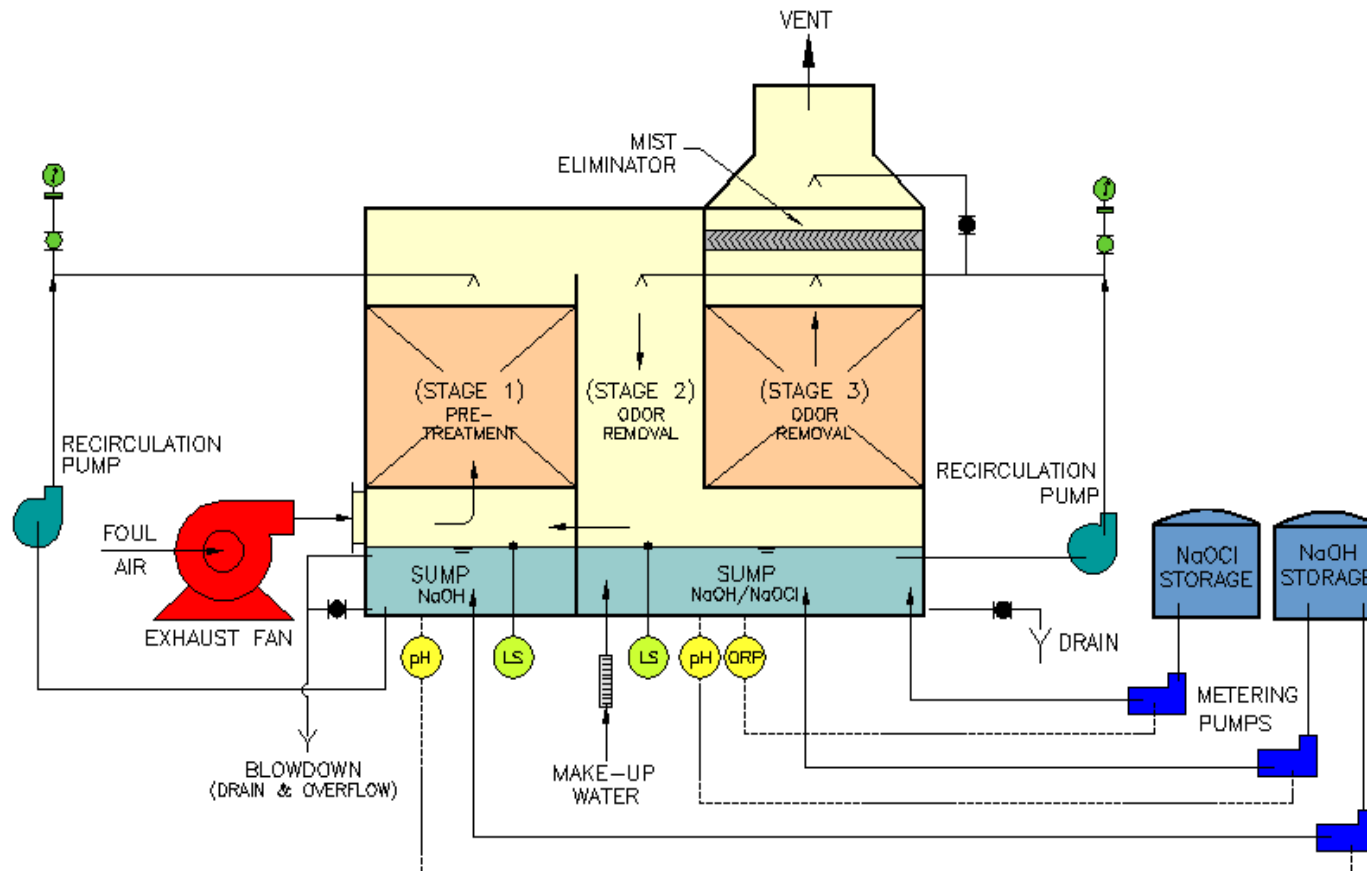 VENT
MIST
ELIMINATOR
(STAGE 1)
PRE-
TREATMENT
(STAGE 2)
ODOR
REMOVAL
(STAGE 3)
ODOR
REMOVAL
RECIRCULATION
PUMP
RECIRCULATION
PUMP
FOUL
AIR
EXHAUST FAN
SUMP
NaOH
SUMP
NaOH/NaOCl
NaOCl
STORAGE
NaOH
STORAGE
pH
LS
LS
pH
ORP
DRAIN
METERING
PUMPS
BLOWDOWN
(DRAIN & OVERFLOW)
MAKE-UP
WATER